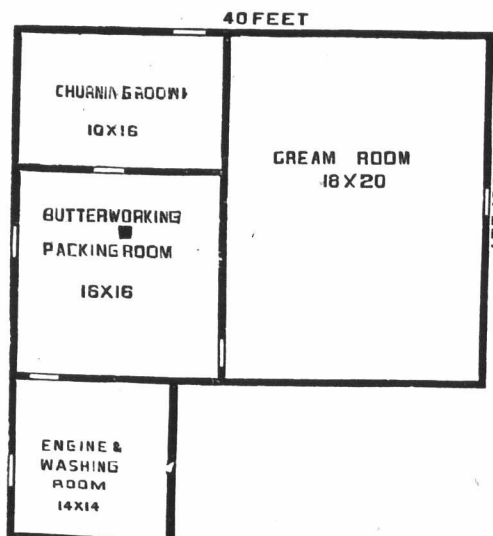 40 FEET
CHURNING ROOM
10X16
CREAM ROOM
18X20
BUTTERWORKING
PACKING ROOM
16X16
ENGINE &
WASHING
ROOM
14X14